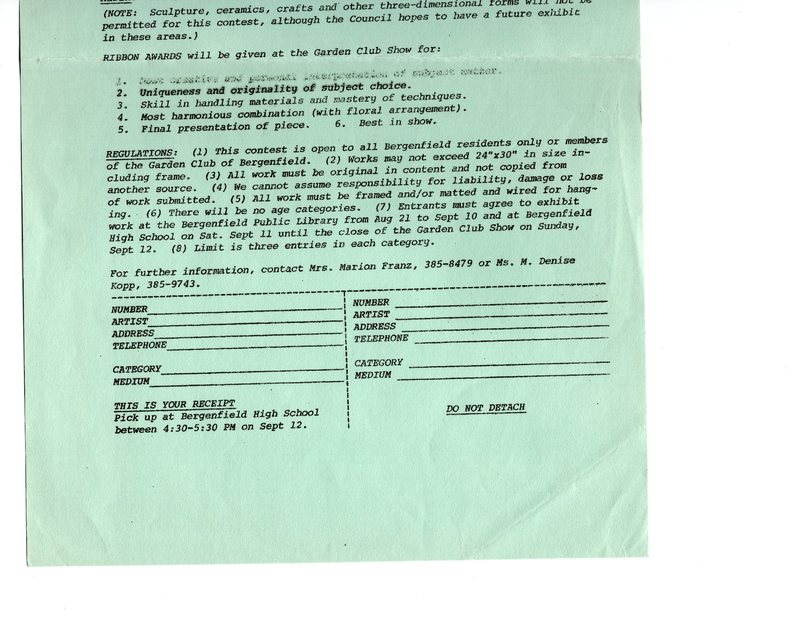 (NOTE: Sculpture, ceramics, crafts and other three-dimensional forms will not be
permitted for this contest, although the Council hopes to have a future exhibit
in these areas.)
RIBBON AWARDS will be given at the Garden Club Show for:
1. Most creative and personal interpretation of subject matter.
2. Uniqueness and originality of subject choice.
3. Skill in handling materials and mastery of techniques.
4. Most harmonious combination (with floral arrangement).
5. Final presentation of piece. 6. Best in show.
REGULATIONS: (1) This contest is open to all Bergenfield residents only or members
of the Garden Club of Bergenfield. (2) Works may not exceed 24"x30" in size in-
cluding frame. (3) All work must be original in content and not copied from
another source. (4) We cannot assume responsibility for liability, damage or loss
of work submitted. (5) All work must be framed and/or matted and wired for hang-
ing. (6) There will be no age categories. (7) Entrants must agree to exhibit
work at the Bergenfield Public Library from Aug 21 to Sept 10 and at Bergenfield
High School on Sat. Sept 11 until the close of the Garden Club Show on Sunday,
Sept 12. (8) Limit is three entries in each category.
For further information, contact Mrs. Marion Franz, 385-8479 or Ms. M. Denise
Kopp, 385-9743.
NUMBER
ARTIST
ADDRESS
TELEPHONE
CATEGORY
MEDIUM
THIS IS YOUR RECEIPT
Pick up at Bergenfield High School
between 4:30-5:30 PM on Sept 12.
NUMBER
ARTIST
ADDRESS
TELEPHONE
CATEGORY
MEDIUM
DO NOT DETACH